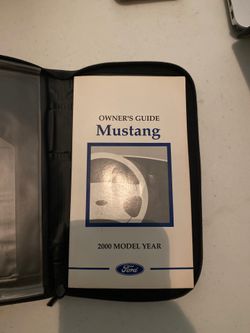 OWNER'S GUIDE
Mustang
2000 MODEL YEAR
Ford